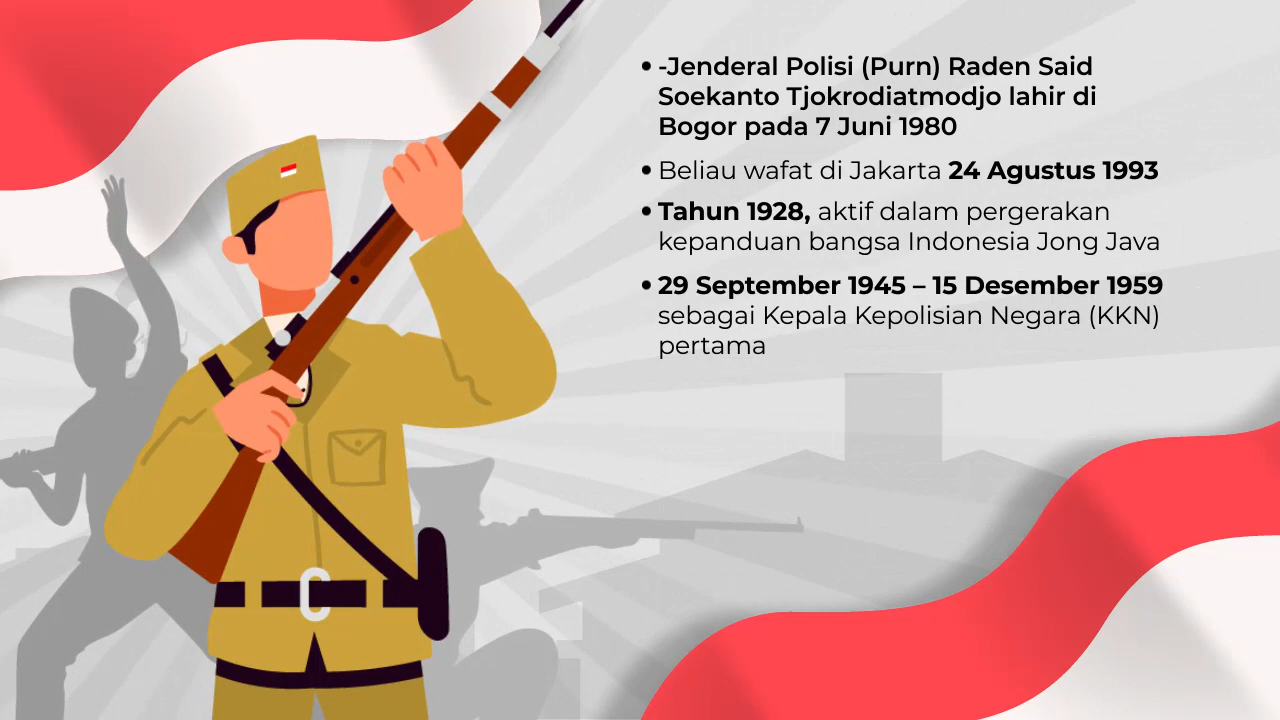 • -Jenderal Polisi (Purn) Raden Said
Soekanto Tjokrodiatmodjo lahir di
Bogor pada 7 Juni 1980
• Beliau wafat di Jakarta 24 Agustus 1993
• Tahun 1928, aktif dalam pergerakan
kepanduan bangsa Indonesia Jong Java
• 29 September 1945 – 15 Desember 1959
sebagai Kepala Kepolisian Negara (KKN)
pertama